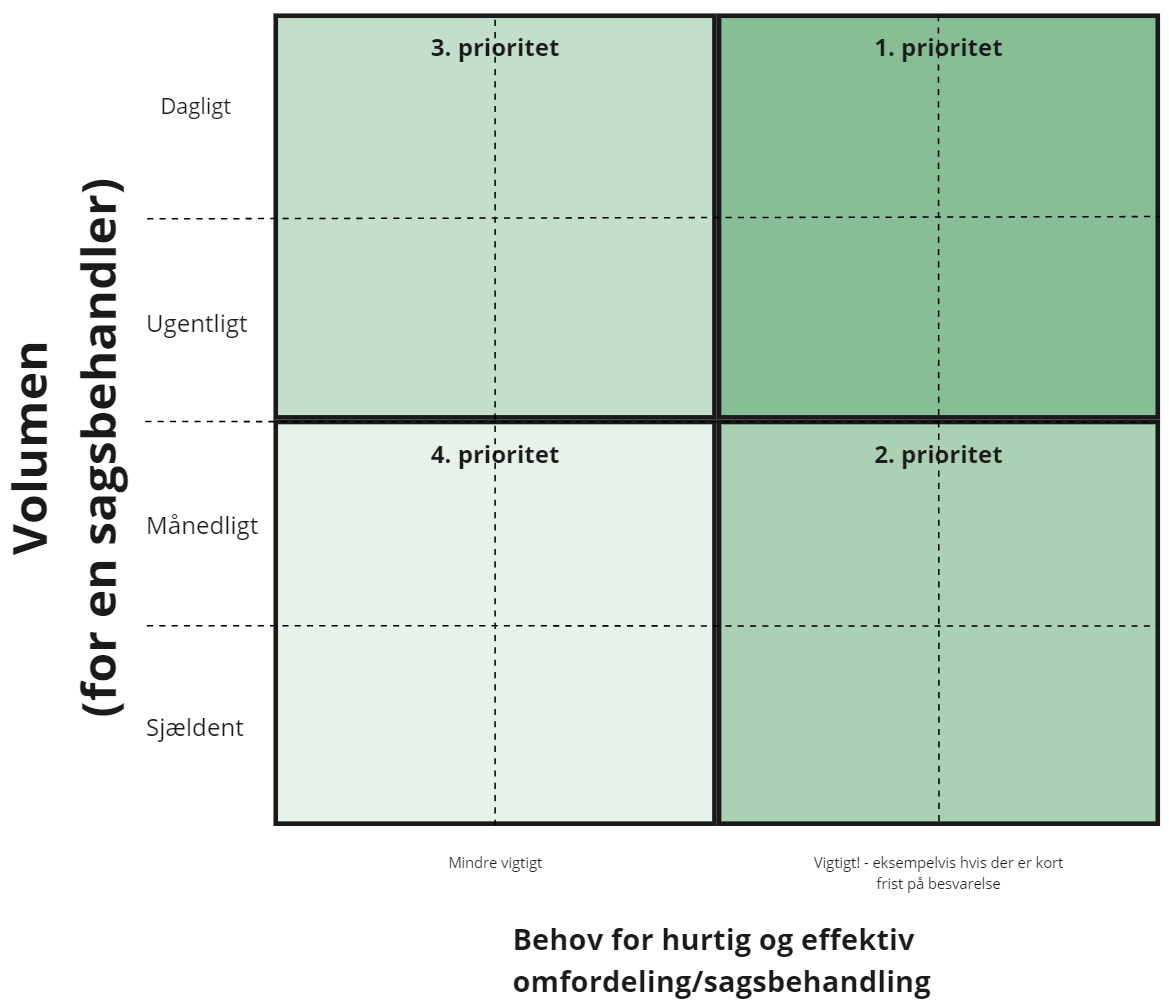 3. prioritet
1. prioritet
Dagligt
Ugentligt
Volumen
(for en sagsbehandler)
4. prioritet
2. prioritet
Månedligt
Sjældent
Mindre vigtigt
Vigtigt! - eksempelvis hvis der er kort
frist på besvarelse
Behov for hurtig og effektiv
omfordeling/sagsbehandling